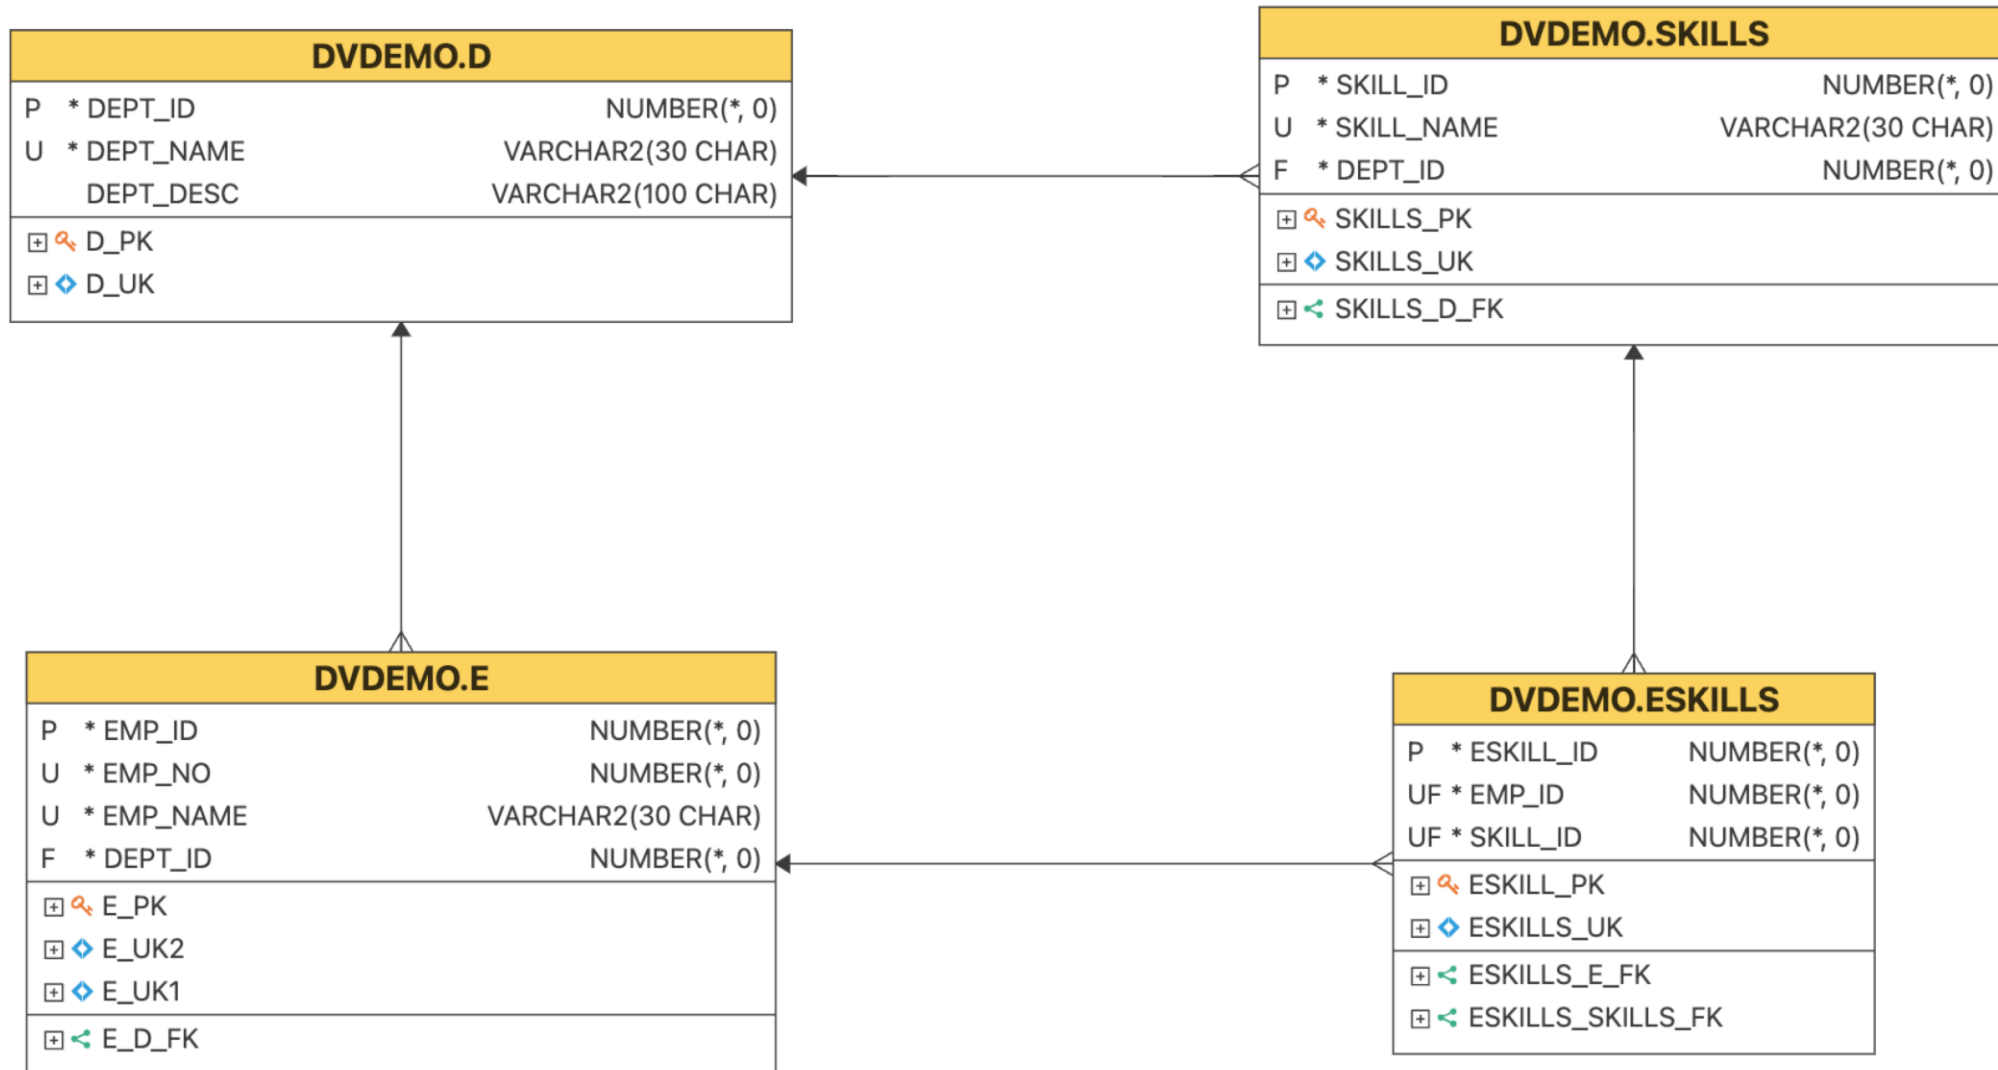 DVDEMO.D
P * DEPT_ID NUMBER(*, 0)
U * DEPT_NAME VARCHAR2(30 CHAR)
DEPT_DESC VARCHAR2(100 CHAR)
D_PK
D_UK
DVDEMO.SKILLS
P * SKILL_ID NUMBER(*, 0)
U * SKILL_NAME VARCHAR2(30 CHAR)
F * DEPT_ID NUMBER(*, 0)
SKILLS_PK
SKILLS_UK
SKILLS_D_FK
DVDEMO.E
P * EMP_ID NUMBER(*, 0)
U * EMP_NO NUMBER(*, 0)
U * EMP_NAME VARCHAR2(30 CHAR)
F * DEPT_ID NUMBER(*, 0)
E_PK
E_UK2
E_UK1
E_D_FK
DVDEMO.ESKILLS
P * ESKILL_ID NUMBER(*, 0)
UF * EMP_ID NUMBER(*, 0)
UF * SKILL_ID NUMBER(*, 0)
ESKILL_PK
ESKILLS_UK
ESKILLS_E_FK
ESKILLS_SKILLS_FK